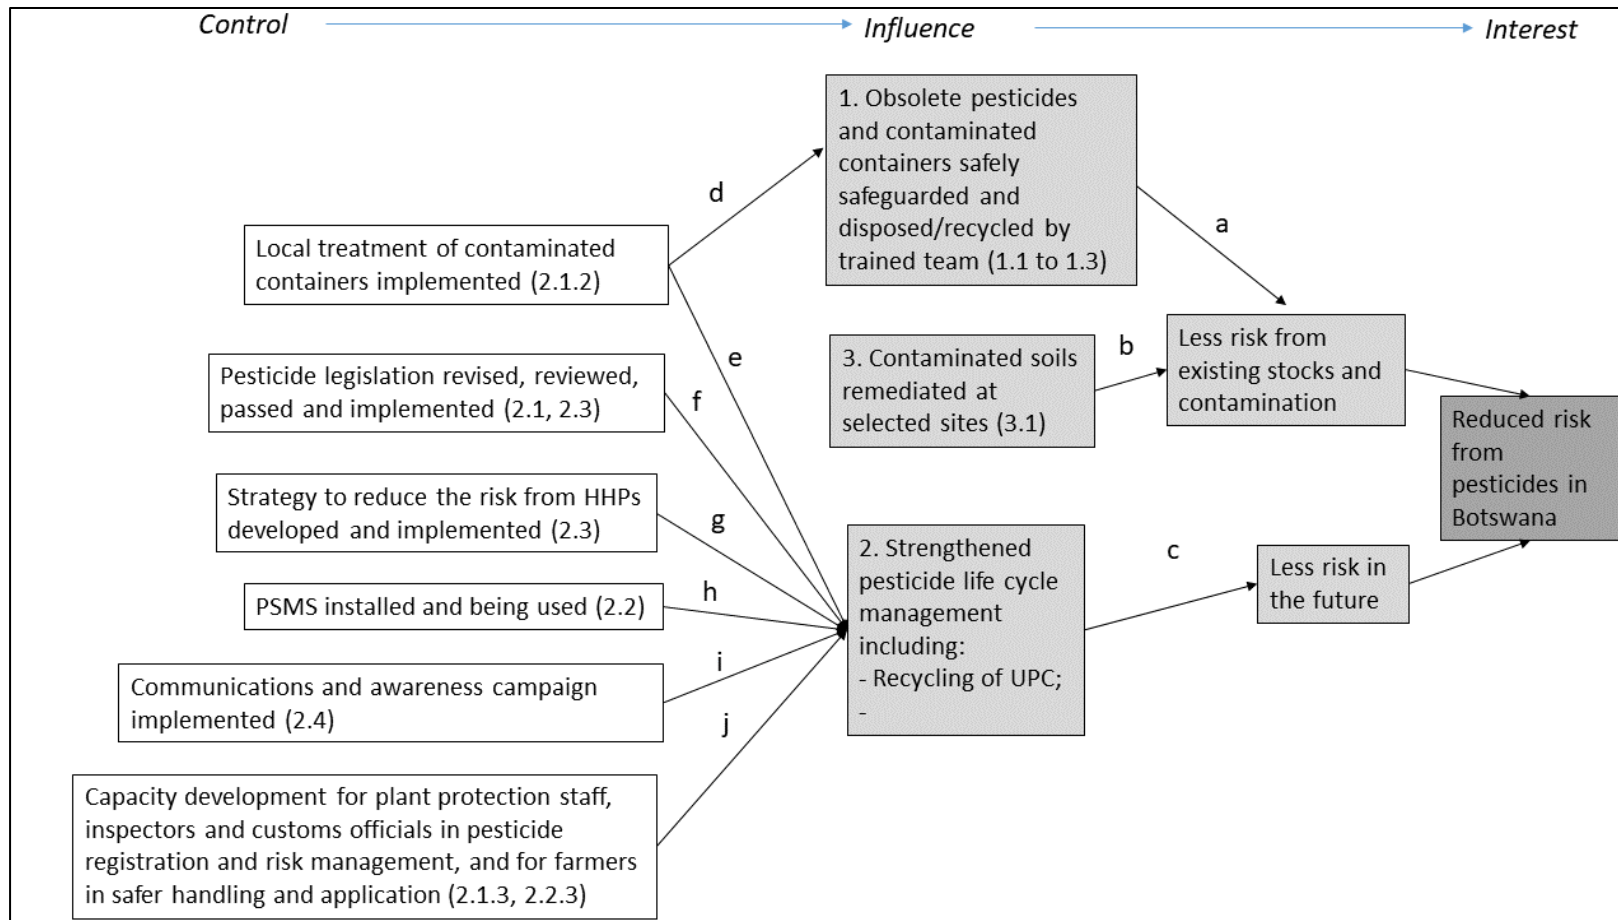 Control
Influence
Interest
1. Obsolete pesticides
and contaminated
containers safely
safeguarded and
disposed/recycled by
trained team (1.1 to 1.3)
d
a
Local treatment of contaminated
containers implemented (2.1.2)
e
3. Contaminated soils
remediated at
selected sites (3.1)
b
Less risk from
existing stocks and
contamination
Pesticide legislation revised, reviewed,
passed and implemented (2.1, 2.3)
f
Reduced risk
from
pesticides in
Botswana
Strategy to reduce the risk from HHPs
developed and implemented (2.3)
g
2. Strengthened
pesticide life cycle
management
including:
- Recycling of UPC;
-
c
Less risk in
the future
PSMS installed and being used (2.2)
h
Communications and awareness campaign
implemented (2.4)
i
Capacity development for plant protection staff,
inspectors and customs officials in pesticide
registration and risk management, and for farmers
in safer handling and application (2.1.3, 2.2.3)
j